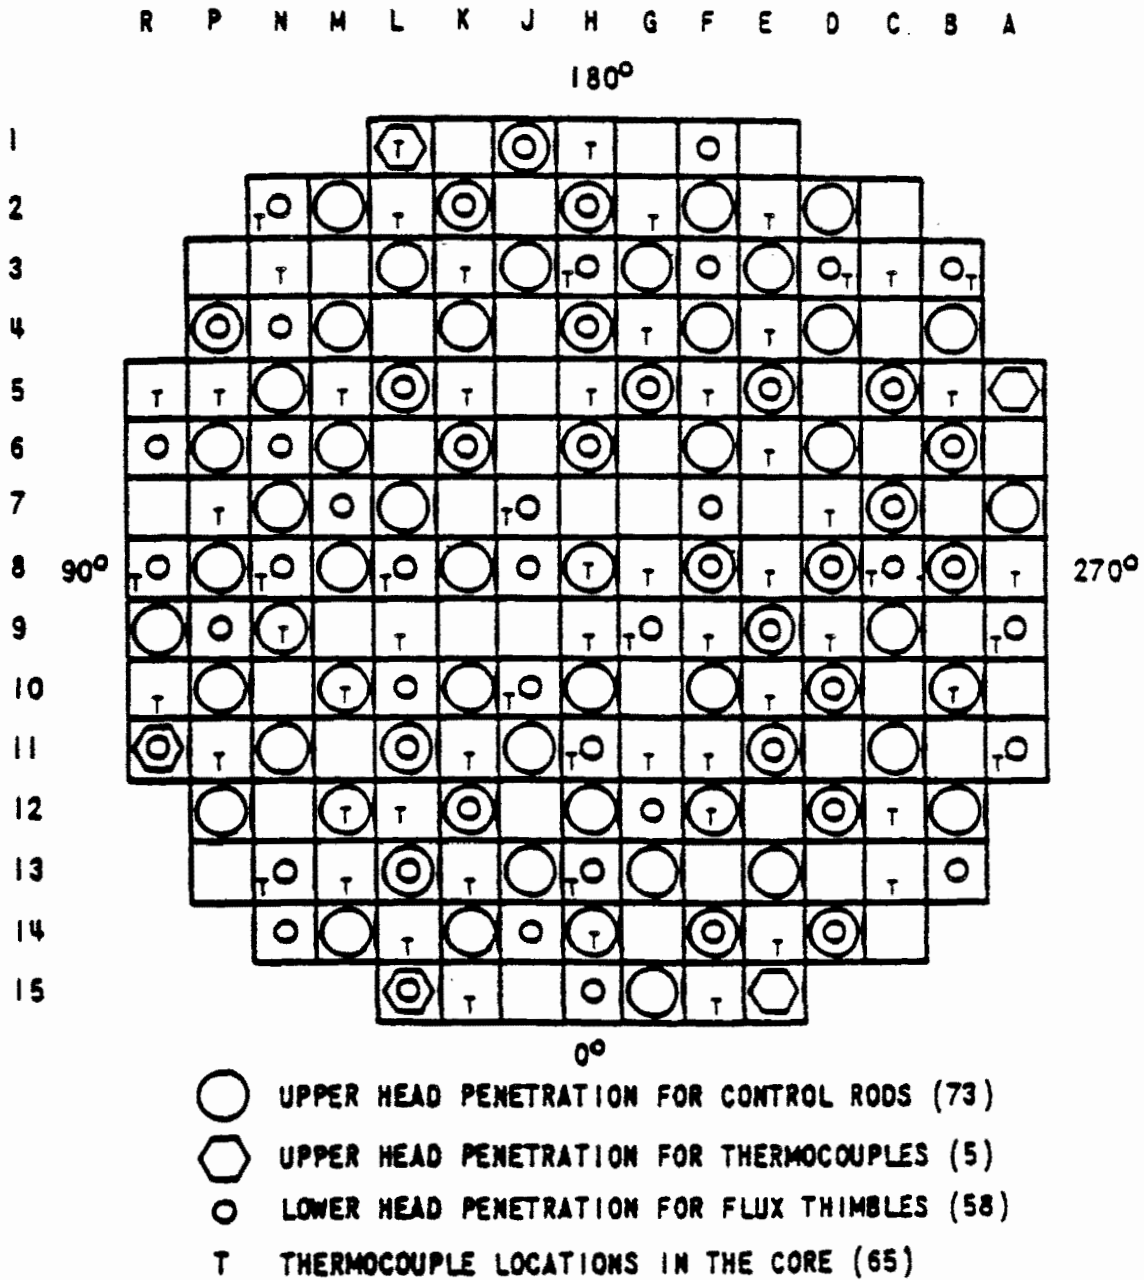 R P N M L K J H G F E D C B A
180°
1 T T
2 T T T T
3 T T T T T T
4 T T
5 T T T T T T T
6 T
7 T T T
8 90° T T T T T T T T 270°
9 T T T T T T T
10 T T T T T
11 T T T T T T
12 T T T T
13 T T T T T
14 T T T
15 T T
0°
UPPER HEAD PENETRATION FOR CONTROL RODS (73)
UPPER HEAD PENETRATION FOR THERMOCOUPLES (5)
LOWER HEAD PENETRATION FOR FLUX THIMBLES (58)
T THERMOCOUPLE LOCATIONS IN THE CORE (65)